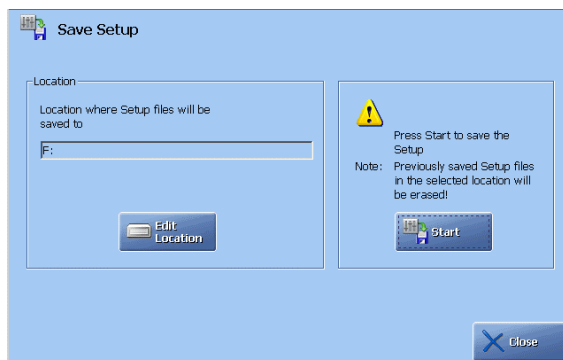 Save Setup
Location
Location where Setup files will be
saved to
F:
Edit
Location
Press Start to save the
Setup
Note: Previously saved Setup files
in the selected location will
be erased!
Start
Close